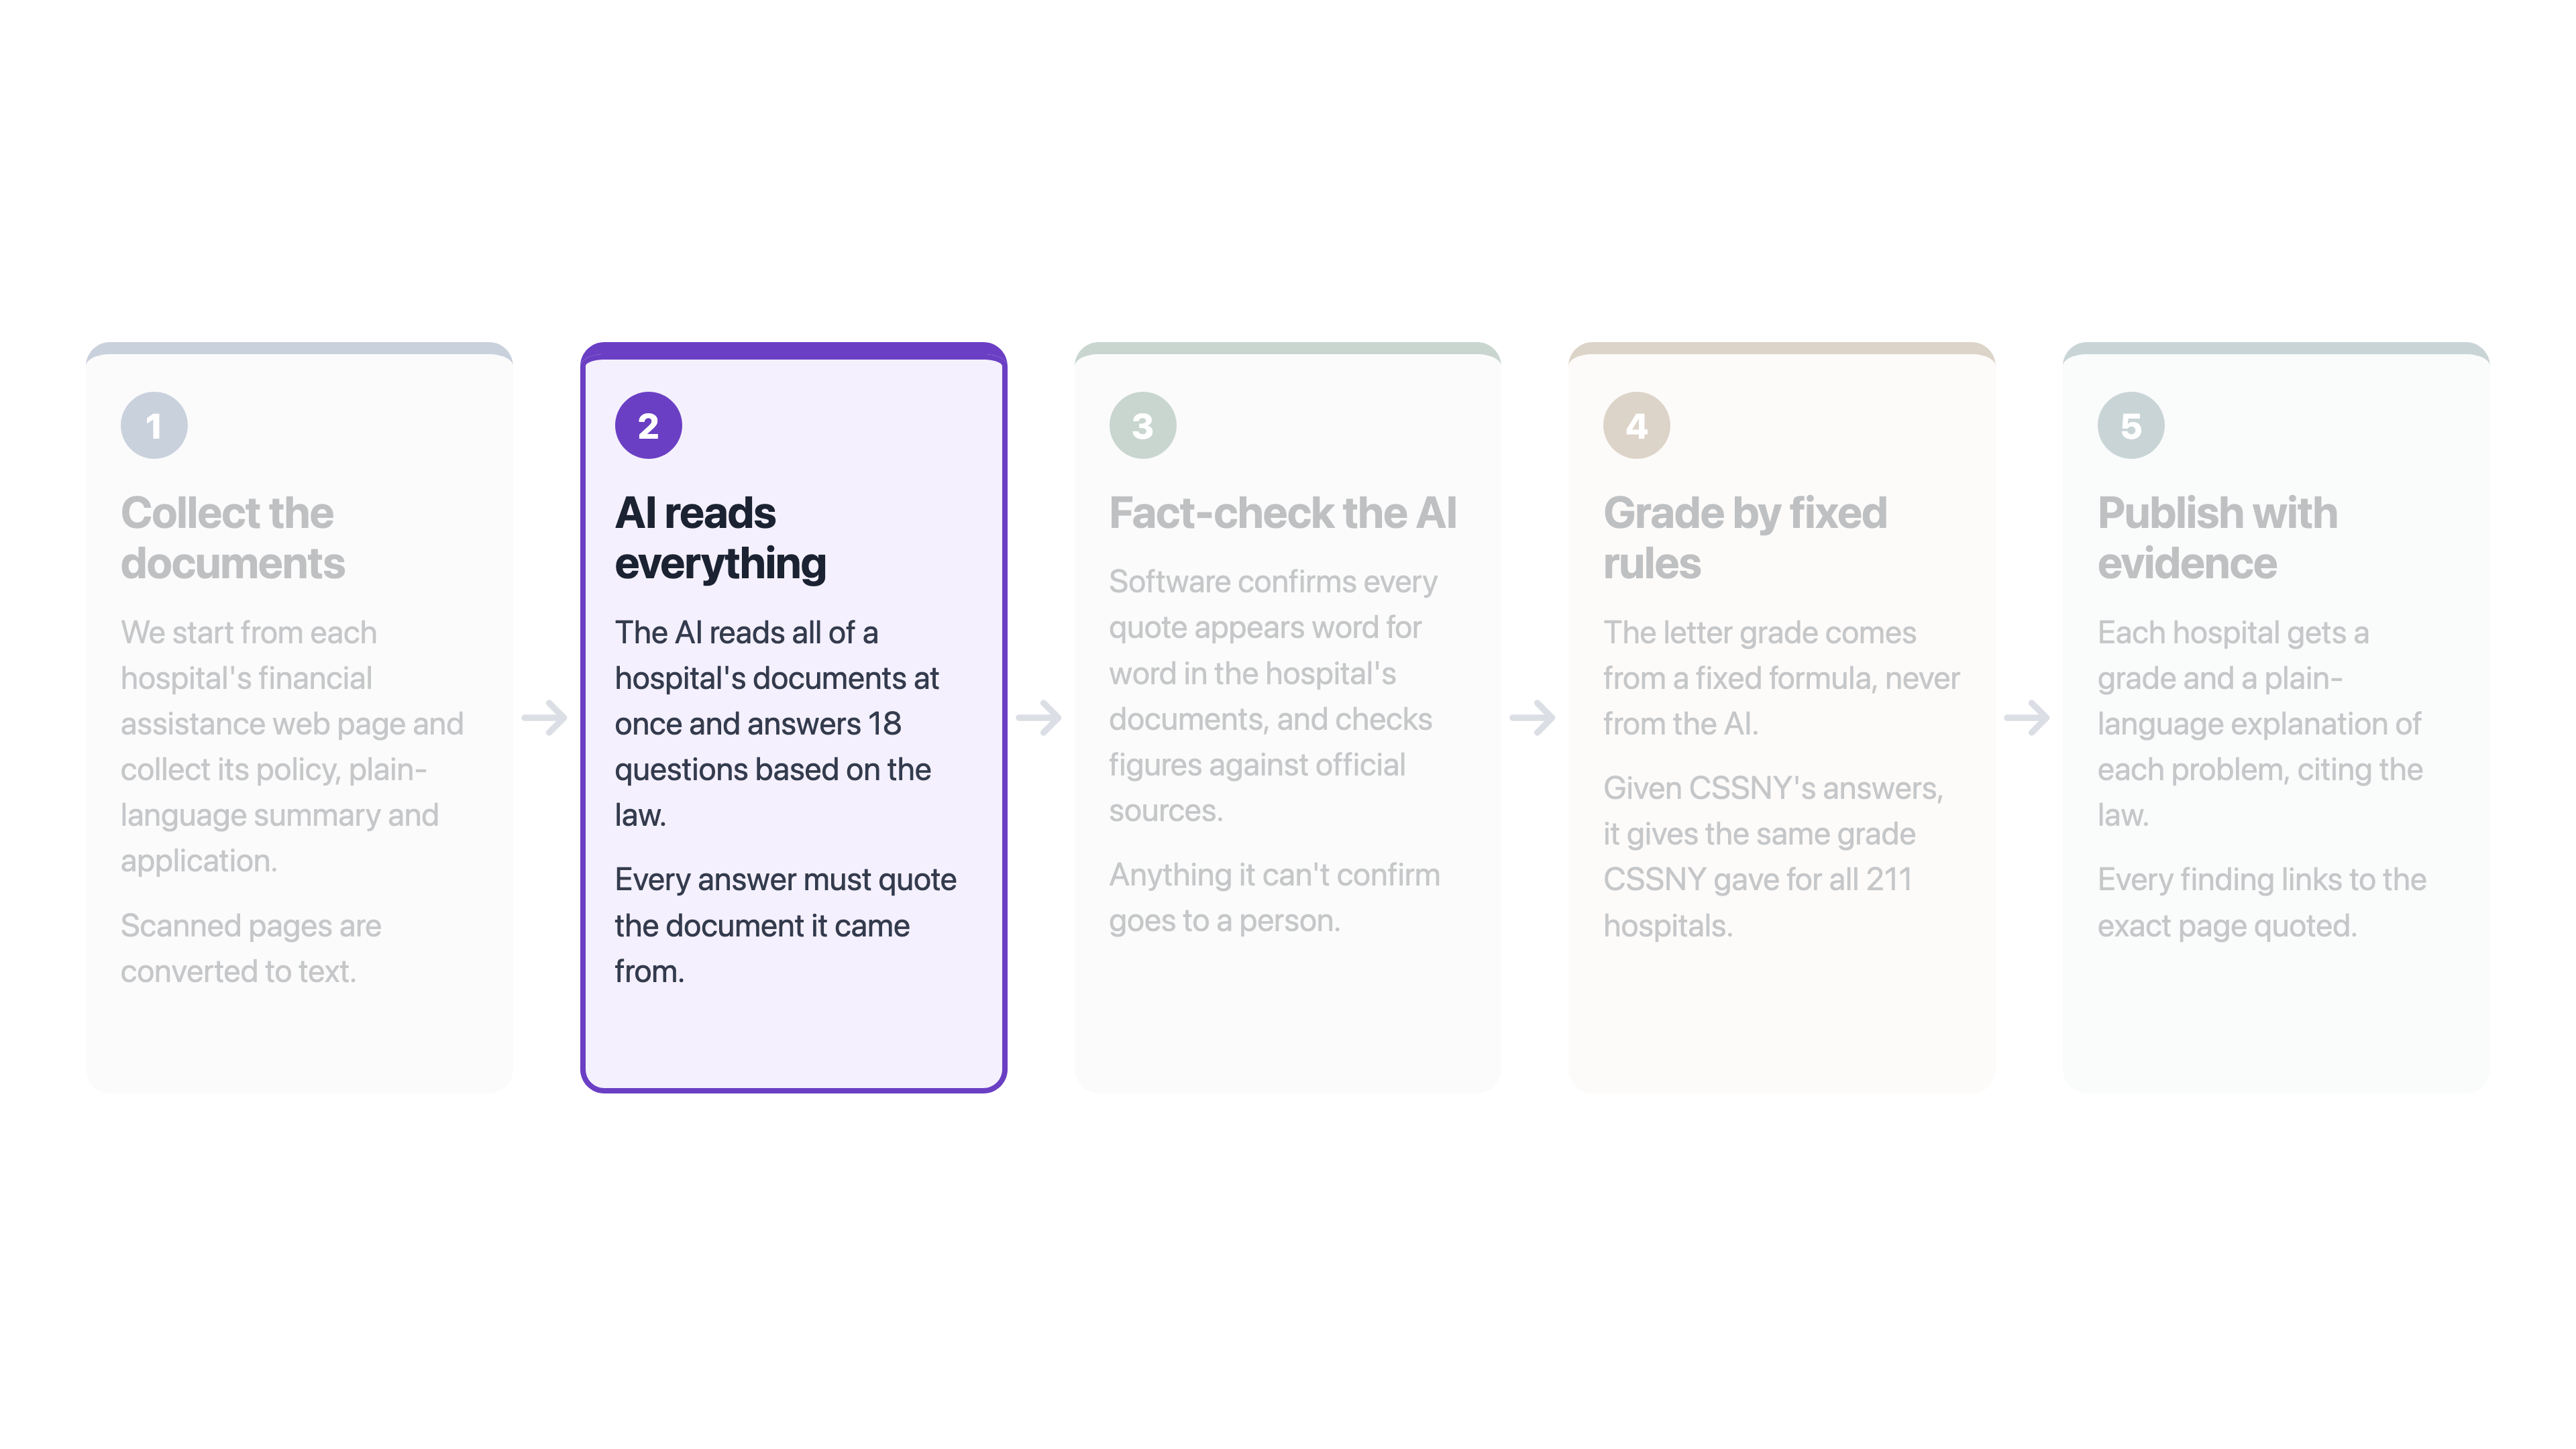 1
Collect the
documents
We start from each
hospital's financial
assistance web page and
collect its policy, plain-
language summary and
application.
Scanned pages are
converted to text.
2
AI reads
everything
The AI reads all of a
hospital's documents at
once and answers 18
questions based on the
law.
Every answer must quote
the document it came
from.
3
Fact-check the AI
Software confirms every
quote appears word for
word in the hospital's
documents, and checks
figures against official
sources.
Anything it can't confirm
goes to a person.
4
Grade by fixed
rules
The letter grade comes
from a fixed formula, never
from the AI.
Given CSSNY's answers,
it gives the same grade
CSSNY gave for all 211
hospitals.
5
Publish with
evidence
Each hospital gets a
grade and a plain-
language explanation of
each problem, citing the
law.
Every finding links to the
exact page quoted.